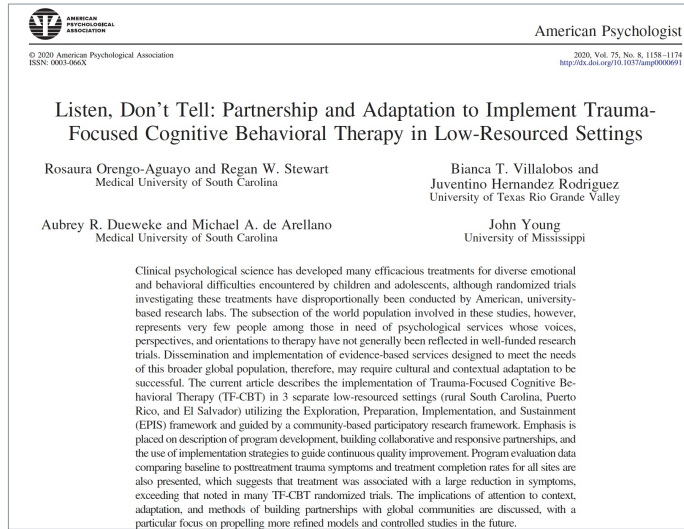 AMERICAN
PSYCHOLOGICAL
ASSOCIATION
American Psychologist
© 2020 American Psychological Association
ISSN: 0003-066X
2020, Vol. 75, No. 8, 1158–1174
http://dx.doi.org/10.1037/amp0000691
Listen, Don't Tell: Partnership and Adaptation to Implement Trauma-
Focused Cognitive Behavioral Therapy in Low-Resourced Settings
Rosaura Orengo-Aguayo and Regan W. Stewart
Medical University of South Carolina
Bianca T. Villalobos and
Juventino Hernandez Rodriguez
University of Texas Rio Grande Valley
Aubrey R. Dueweke and Michael A. de Arellano
Medical University of South Carolina
John Young
University of Mississippi
Clinical psychological science has developed many efficacious treatments for diverse emotional
and behavioral difficulties encountered by children and adolescents, although randomized trials
investigating these treatments have disproportionally been conducted by American, university-
based research labs. The subsection of the world population involved in these studies, however,
represents very few people among those in need of psychological services whose voices,
perspectives, and orientations to therapy have not generally been reflected in well-funded research
trials. Dissemination and implementation of evidence-based services designed to meet the needs
of this broader global population, therefore, may require cultural and contextual adaptation to be
successful. The current article describes the implementation of Trauma-Focused Cognitive Be-
havioral Therapy (TF-CBT) in 3 separate low-resourced settings (rural South Carolina, Puerto
Rico, and El Salvador) utilizing the Exploration, Preparation, Implementation, and Sustainment
(EPIS) framework and guided by a community-based participatory research framework. Emphasis is
placed on description of program development, building collaborative and responsive partnerships, and
the use of implementation strategies to guide continuous quality improvement. Program evaluation data
comparing baseline to posttreatment trauma symptoms and treatment completion rates for all sites are
also presented, which suggests that treatment was associated with a large reduction in symptoms,
exceeding that noted in many TF-CBT randomized trials. The implications of attention to context,
adaptation, and methods of building partnerships with global communities are discussed, with a
particular focus on propelling more refined models and controlled studies in the future.